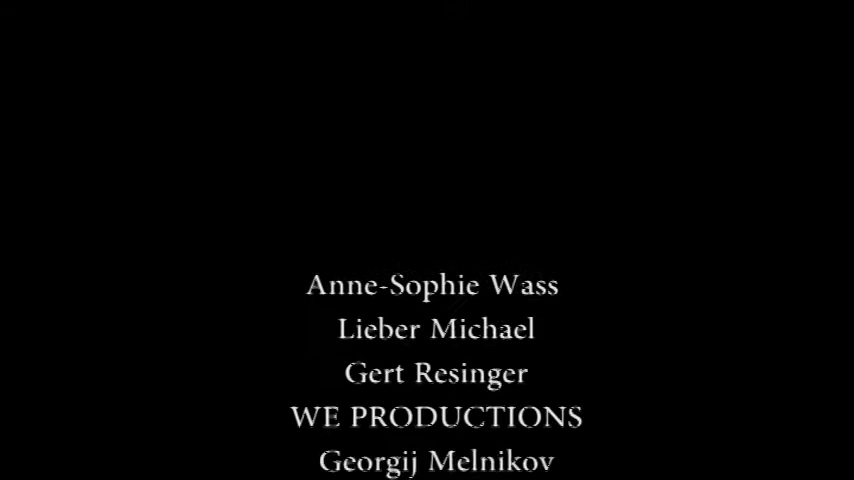 Anne-Sophie Wass
Lieber Michael
Gert Resinger
WE PRODUCTIONS
Georgij Melnikov